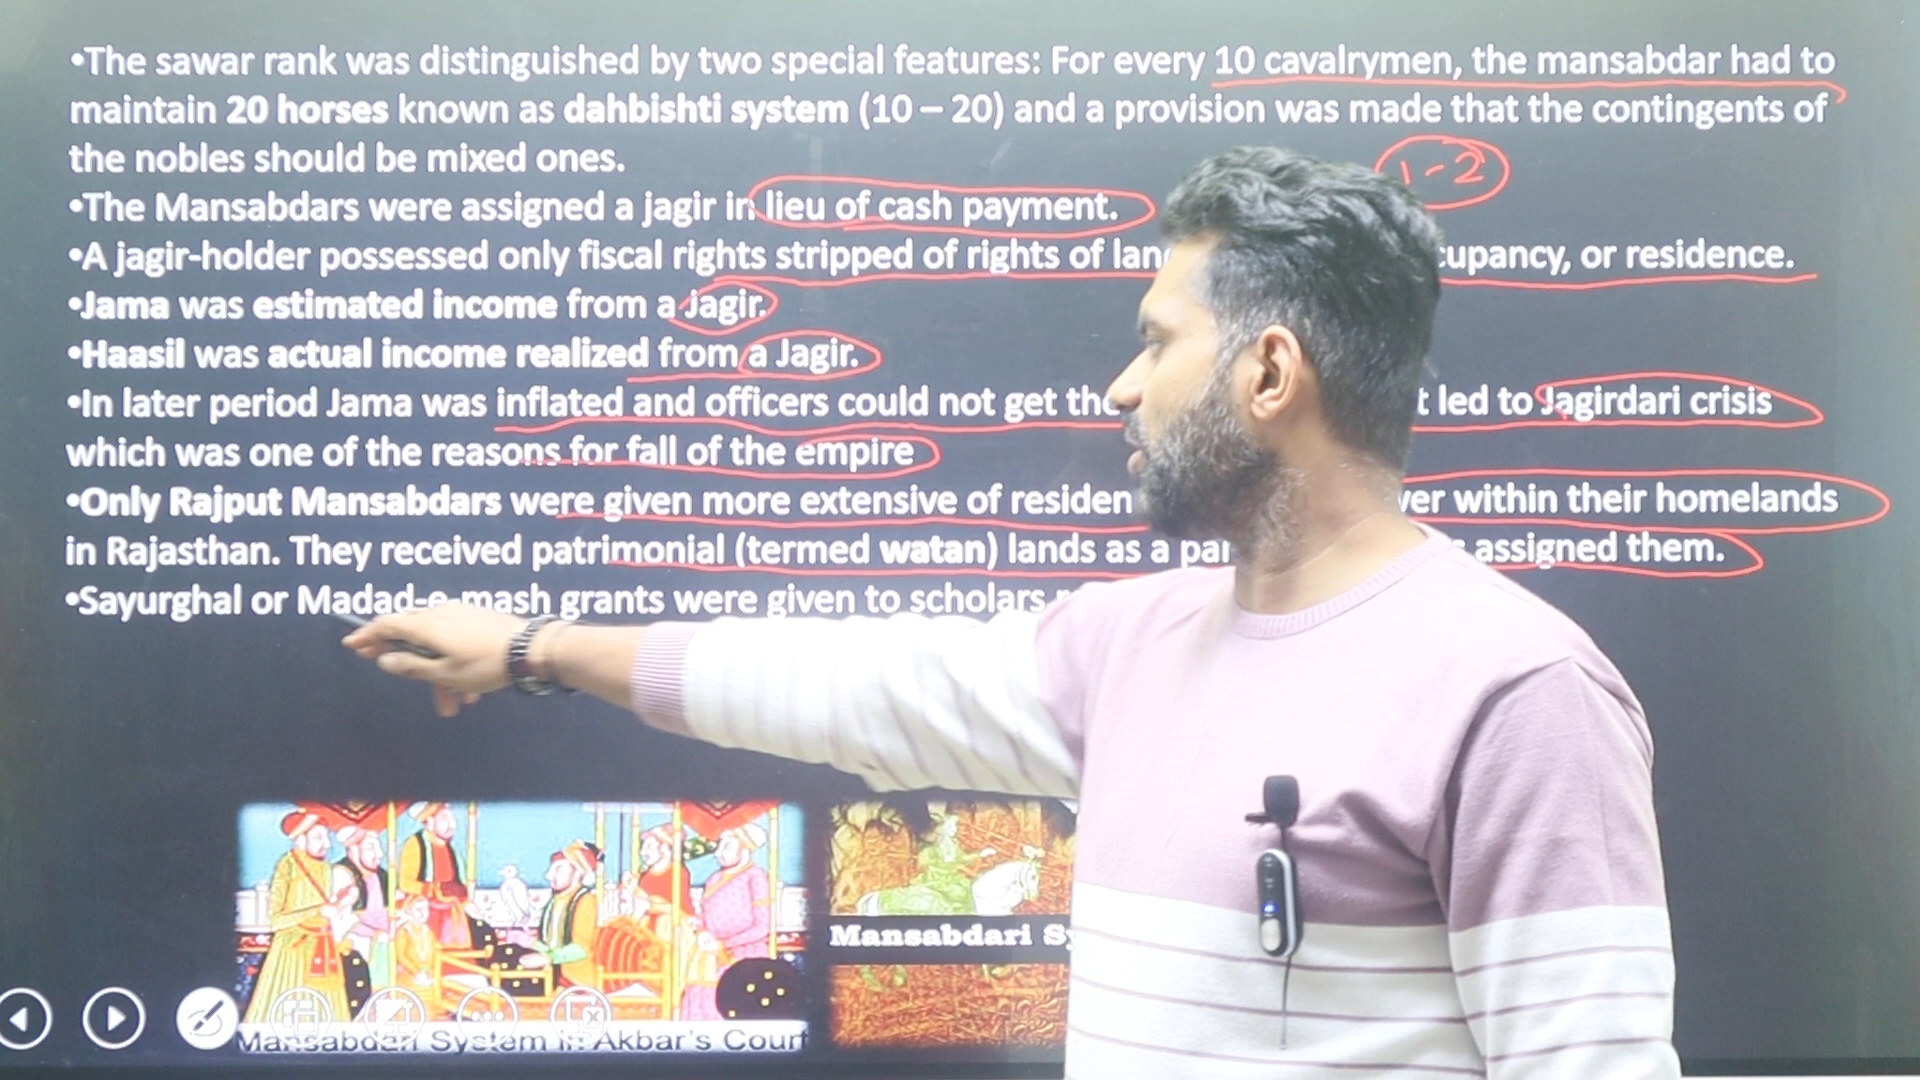 •The sawar rank was distinguished by two special features: For every 10 cavalrymen, the mansabdar had to
maintain 20 horses known as dahbishti system (10 – 20) and a provision was made that the contingents of
the nobles should be mixed ones.
1-2
•The Mansabdars were assigned a jagir in lieu of cash payment.
•A jagir-holder possessed only fiscal rights stripped of rights of or residence.
•Jama was estimated income from a Jagir.
•Haasil was actual income realized from a Jagir.
•In later period Jama was inflated and officers could not get led to Jagirdari crisis
which was one of the reasons for fall of the empire
•Only Rajput Mansabdars were given more extensive of within their homelands
in Rajasthan. They received patrimonial (termed watan) lands as a assigned them.
•Sayurghal or Madad-e-mash grants were given to scholars
Mansabdari
Mansabdari System in Akbar's Court